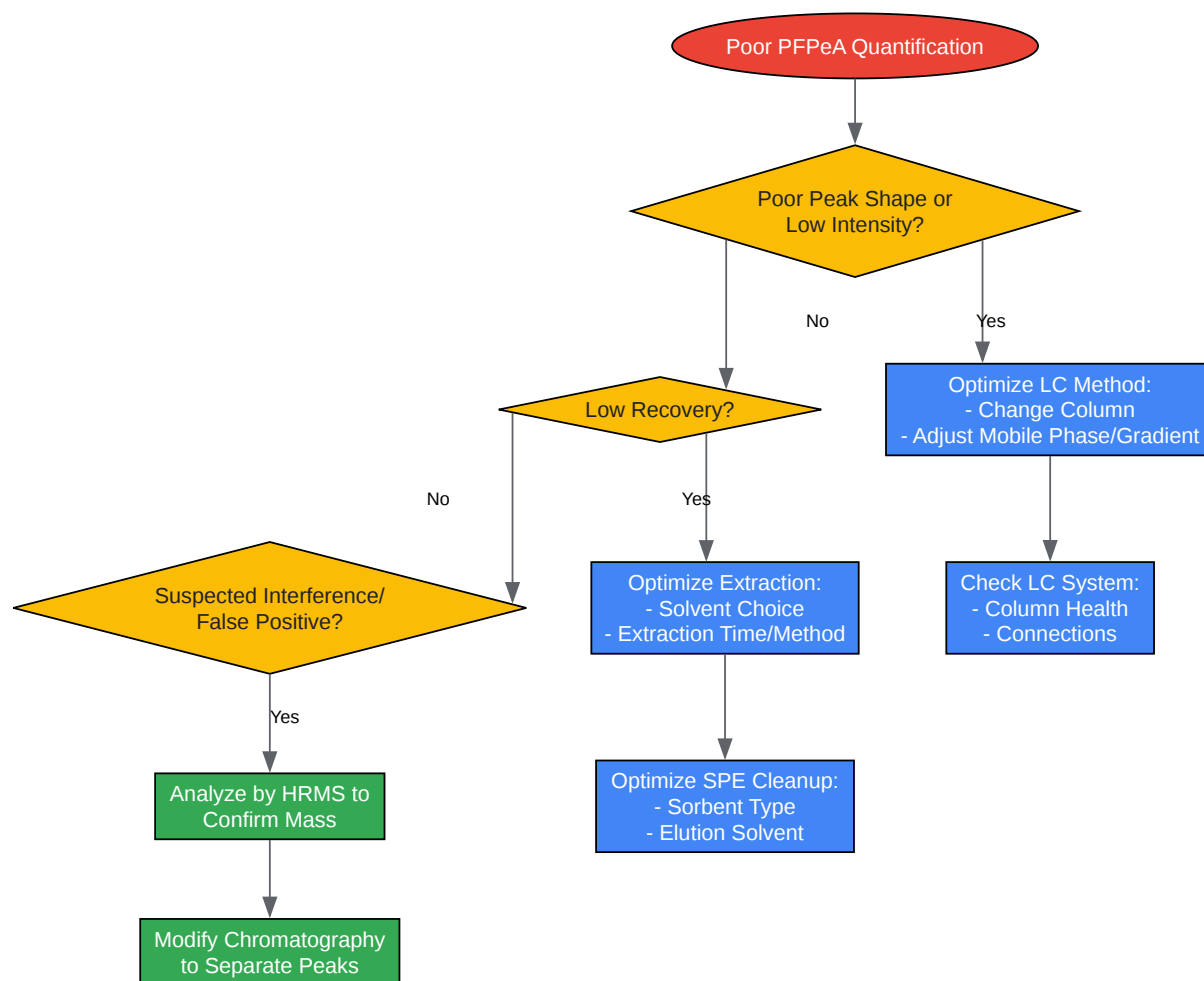 Poor PFPeA Quantification
Poor Peak Shape or
Low Intensity?
No
Yes
Low Recovery?
Optimize LC Method:
- Change Column
- Adjust Mobile Phase/Gradient
No
Yes
Suspected Interference/
False Positive?
Optimize Extraction:
- Solvent Choice
- Extraction Time/Method
Check LC System:
- Column Health
- Connections
Yes
Analyze by HRMS to
Confirm Mass
Optimize SPE Cleanup:
- Sorbent Type
- Elution Solvent
Modify Chromatography
to Separate Peaks